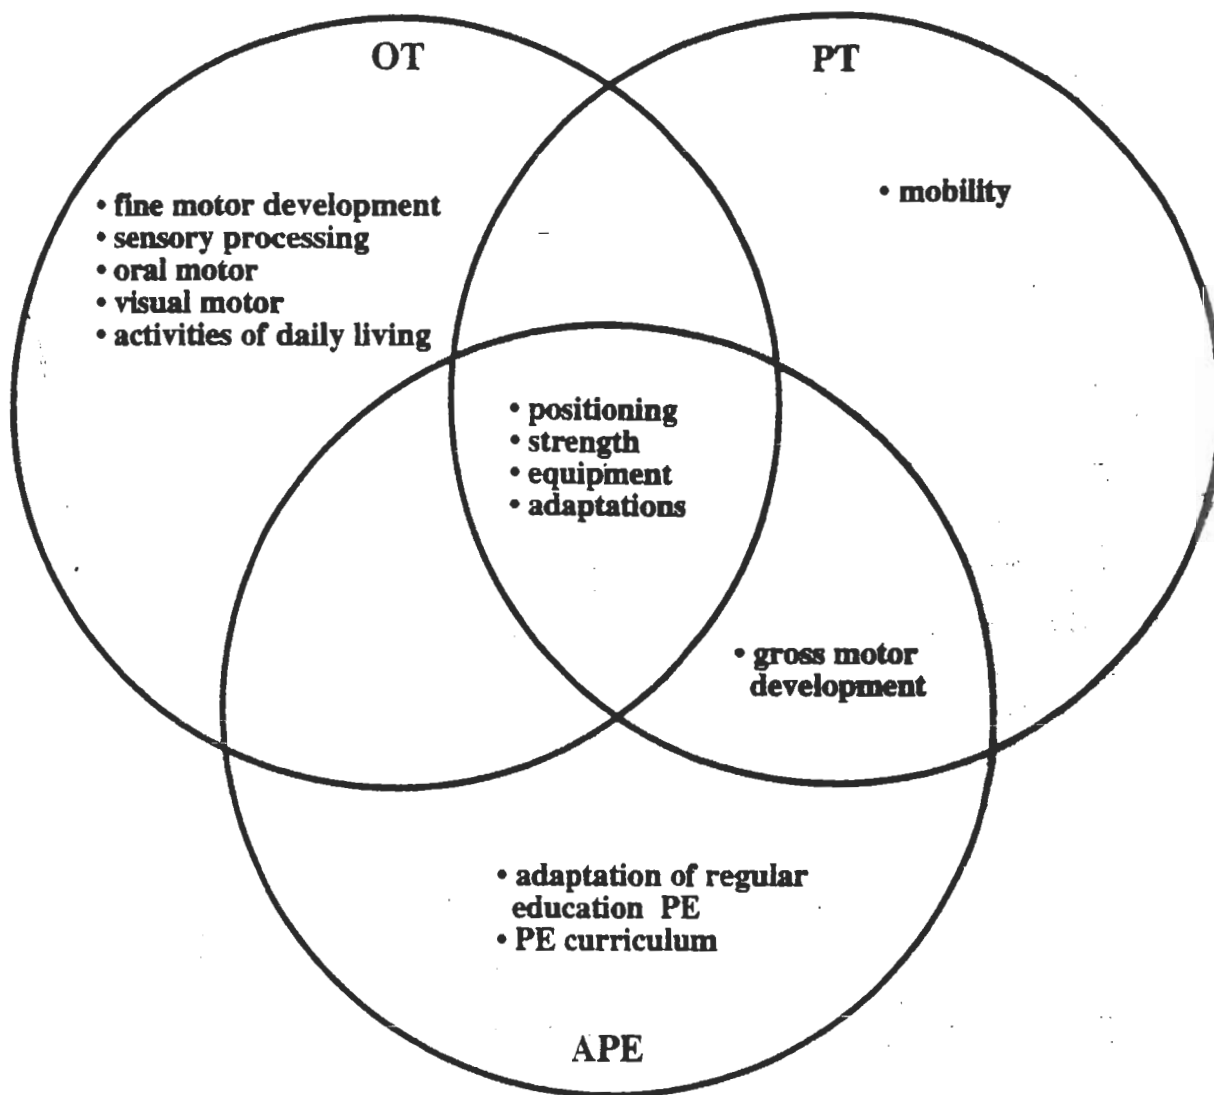 OT
PT
• fine motor development
• sensory processing
• oral motor
• visual motor
• activities of daily living
• mobility
• positioning
• strength
• equipment
• adaptations
• gross motor
development
• adaptation of regular
education PE
• PE curriculum
APE